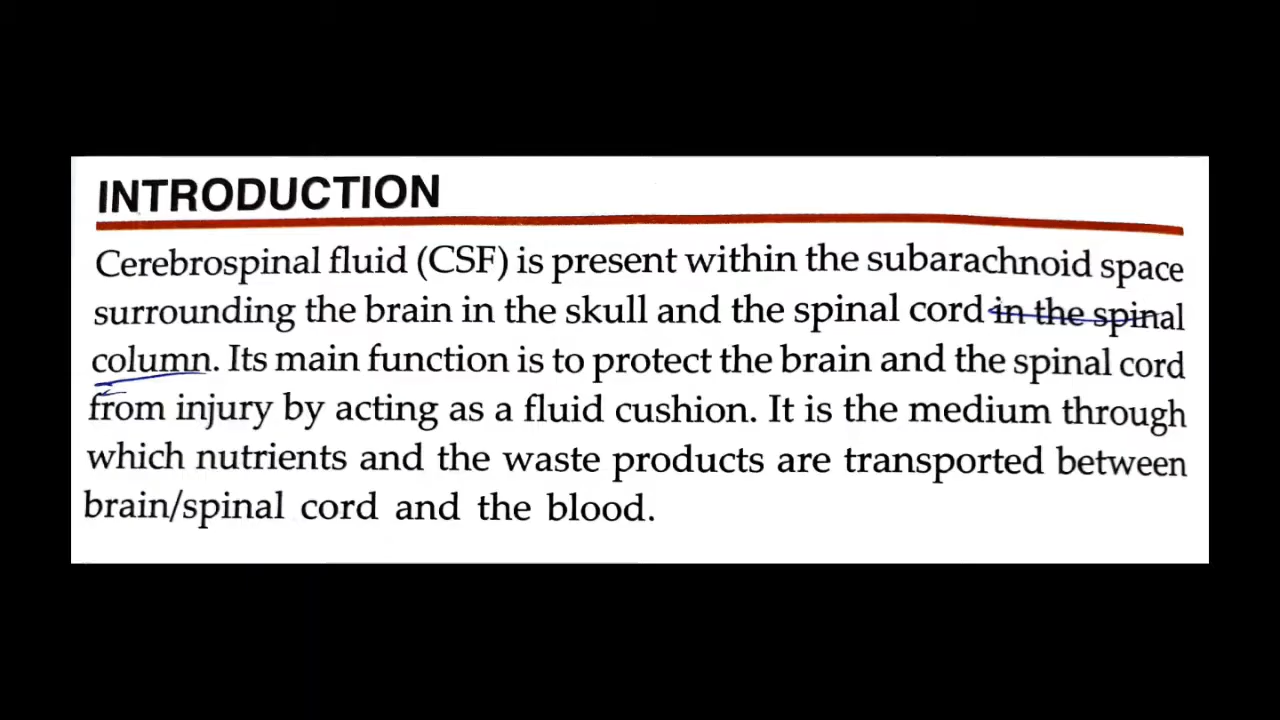 INTRODUCTION
Cerebrospinal fluid (CSF) is present within the subarachnoid space
surrounding the brain in the skull and the spinal cord in the spinal
column. Its main function is to protect the brain and the spinal cord
from injury by acting as a fluid cushion. It is the medium through
which nutrients and the waste products are transported between
brain/spinal cord and the blood.